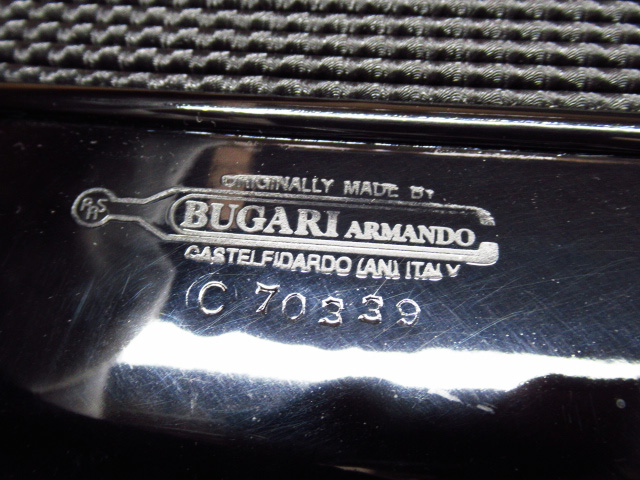 ORIGINALLY MADE BY
BUGARI ARMANDO
CASTELFIDARDO (AN) ITALY
(C) 70339